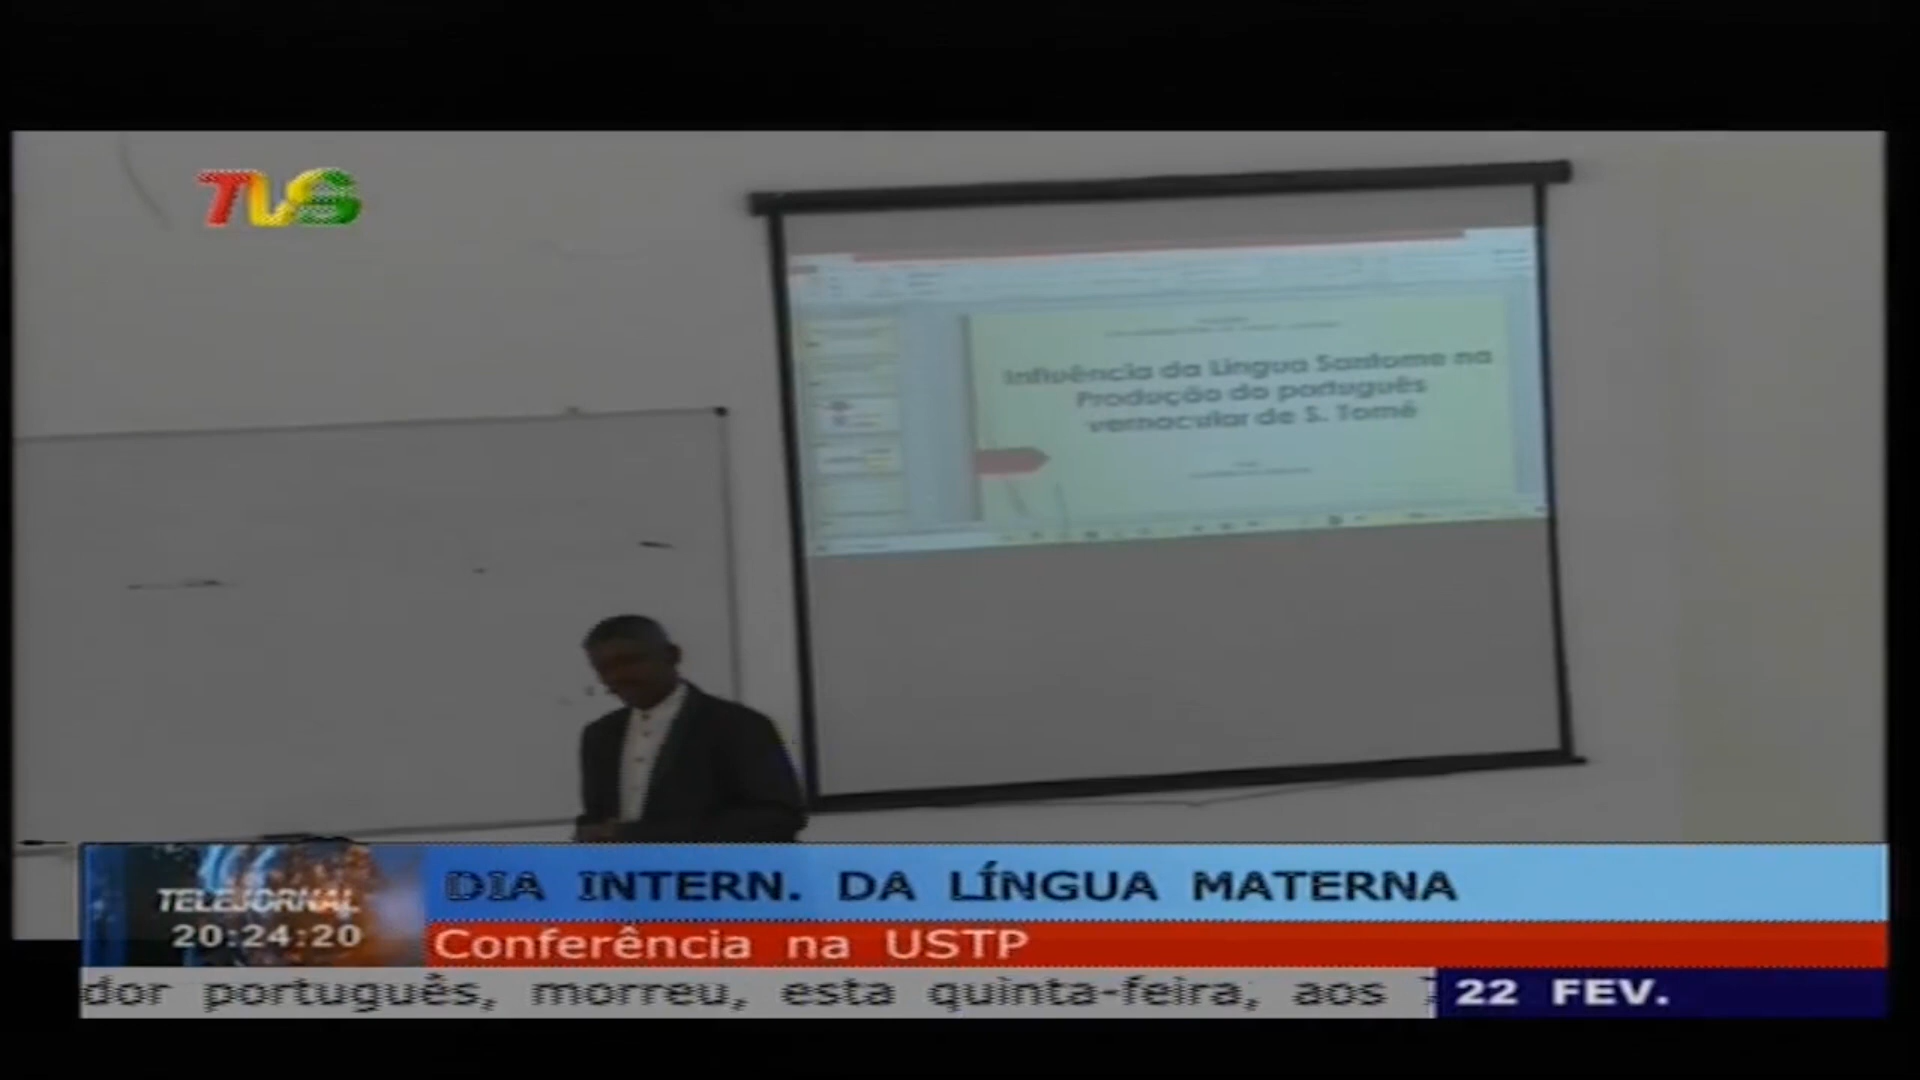 TVS
Influência da Língua Santome na
Produção do português
vernacular de S. Tomé
TELEJORNAL
20:24:20
DIA INTERN. DA LÍNGUA MATERNA
Conferência na USTP
dor português, morreu, esta quinta-feira, aos
22 FEV.